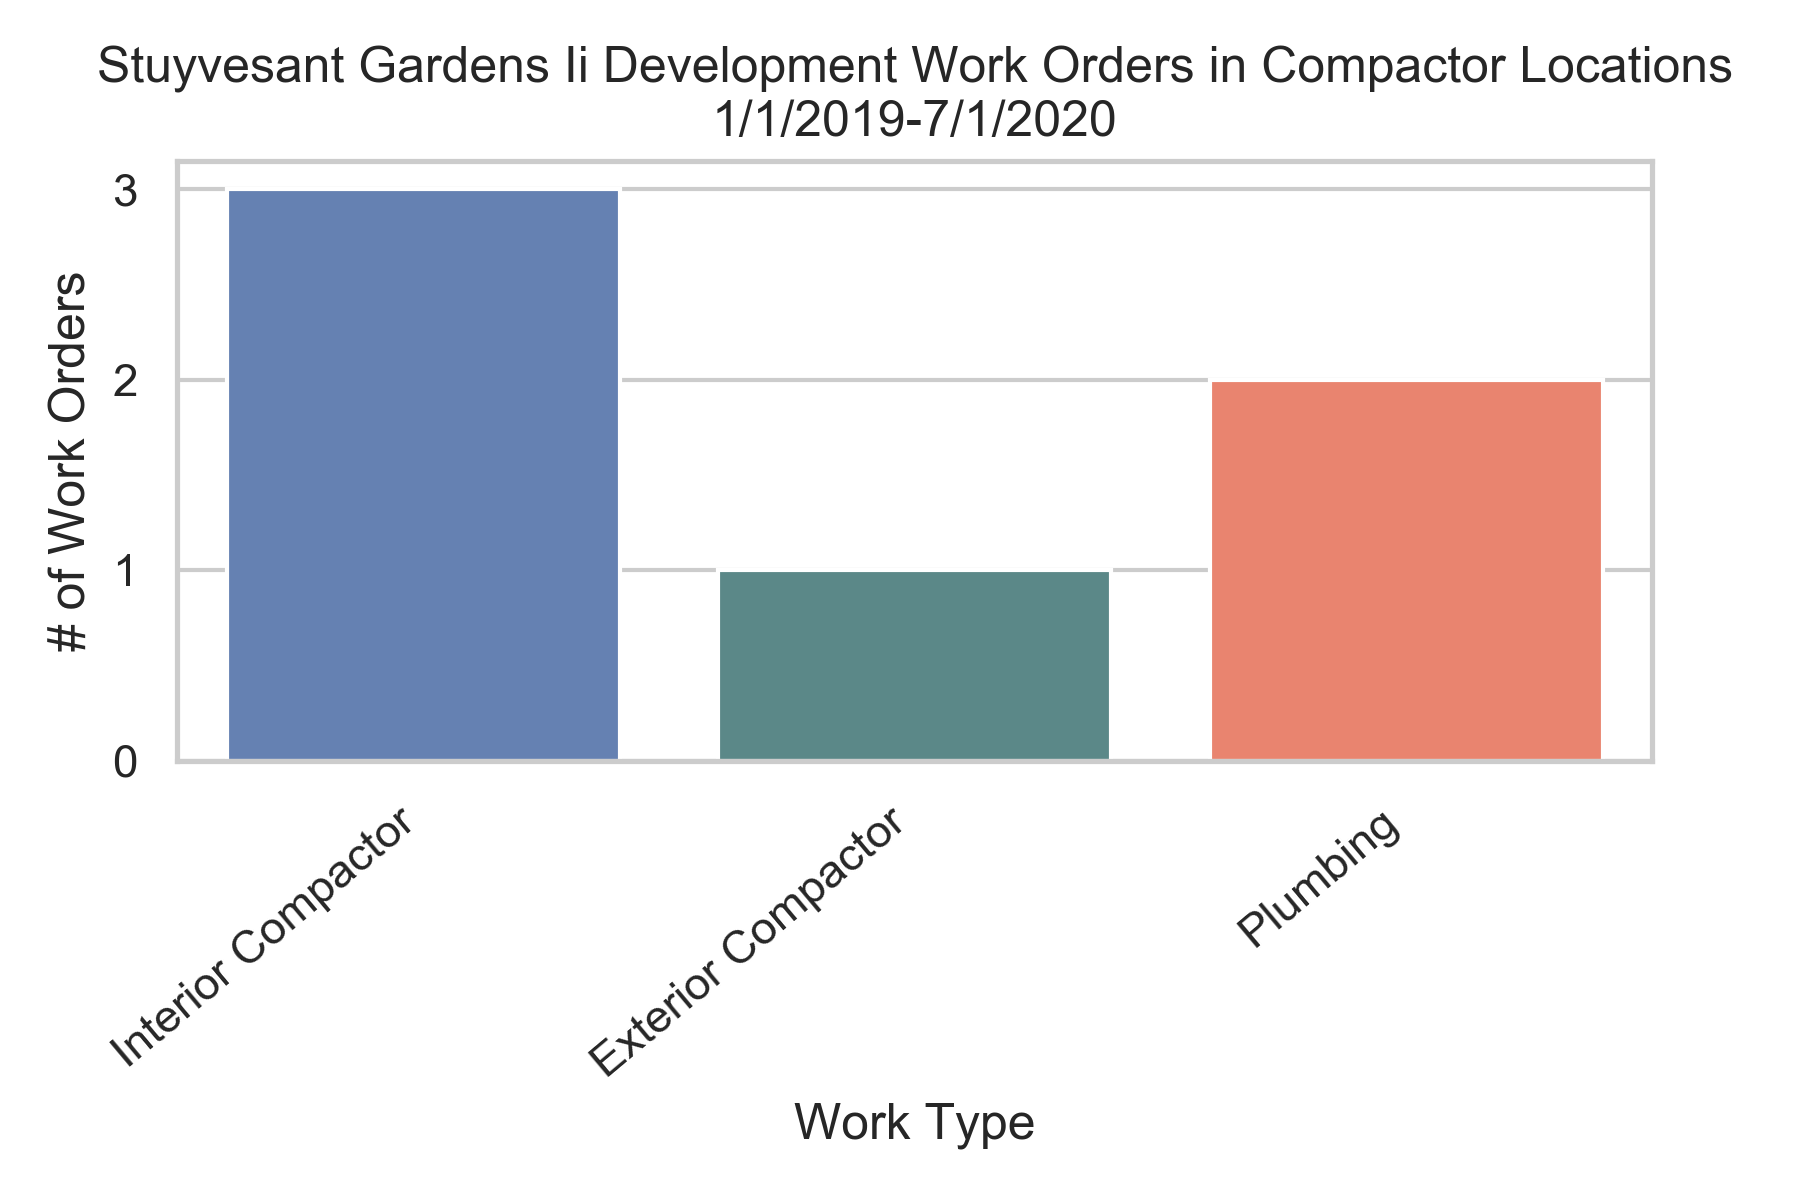 Stuyvesant Gardens Ii Development Work Orders in Compactor Locations
1/1/2019-7/1/2020
# of Work Orders
3
2
1
0
Interior Compactor
Exterior Compactor
Plumbing
Work Type